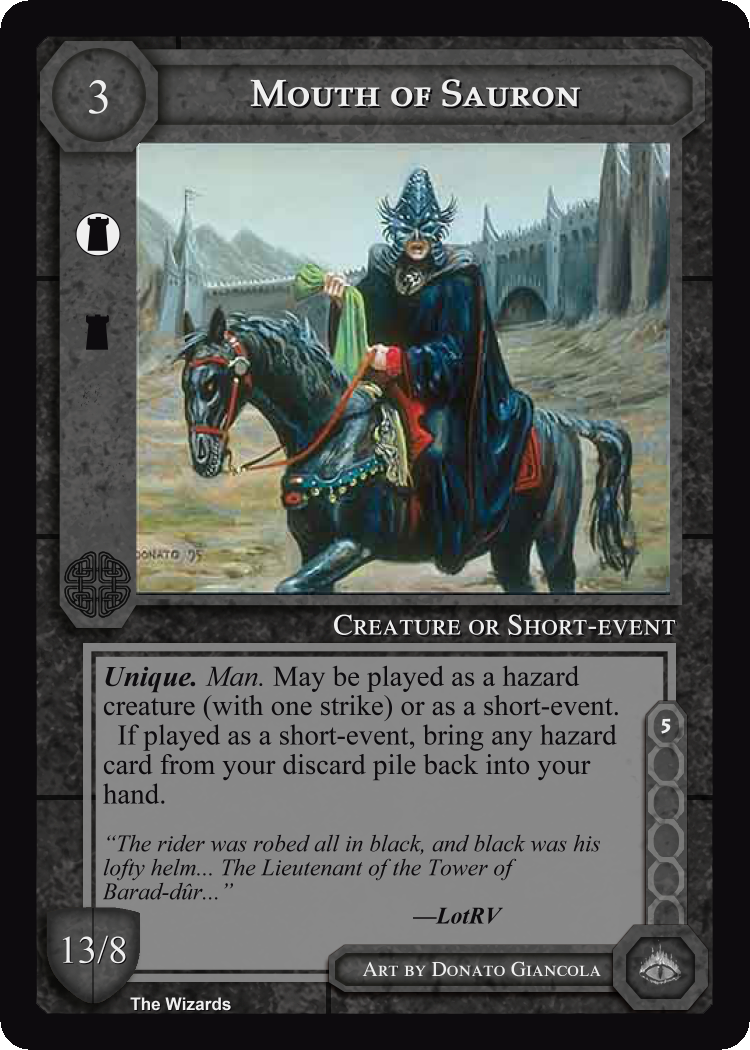 3
MOUTH OF SAURON
DONATO '95
CREATURE OR SHORT-EVENT
Unique. Man. May be played as a hazard
creature (with one strike) or as a short-event.
If played as a short-event, bring any hazard
card from your discard pile back into your
hand.
5
“The rider was robed all in black, and black was his
lofty helm... The Lieutenant of the Tower of
Barad-dûr...”
—LotRV
13/8
ART BY DONATO GIANCOLA
The Wizards